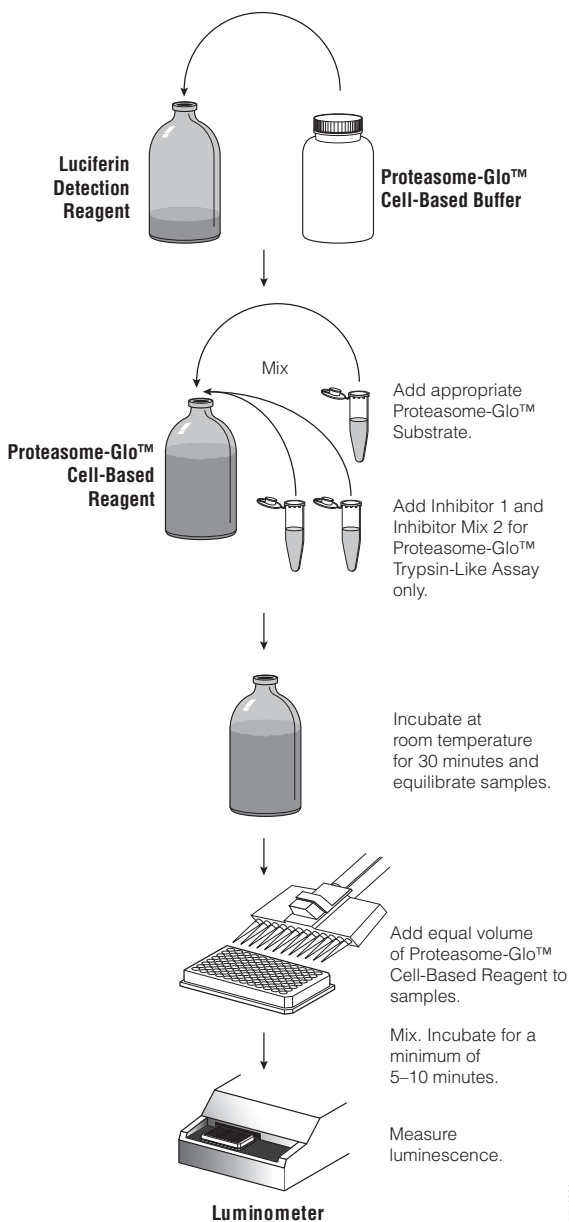 Luciferin
Detection
Reagent
Proteasome-Glo™
Cell-Based Buffer
Mix
Add appropriate
Proteasome-Glo™
Substrate.
Proteasome-Glo™
Cell-Based
Reagent
Add Inhibitor 1 and
Inhibitor Mix 2 for
Proteasome-Glo™
Trypsin-Like Assay
only.
Incubate at
room temperature
for 30 minutes and
equilibrate samples.
Add equal volume
of Proteasome-Glo™
Cell-Based Reagent to
samples.
Mix. Incubate for a
minimum of
5–10 minutes.
Measure
luminescence.
Luminometer